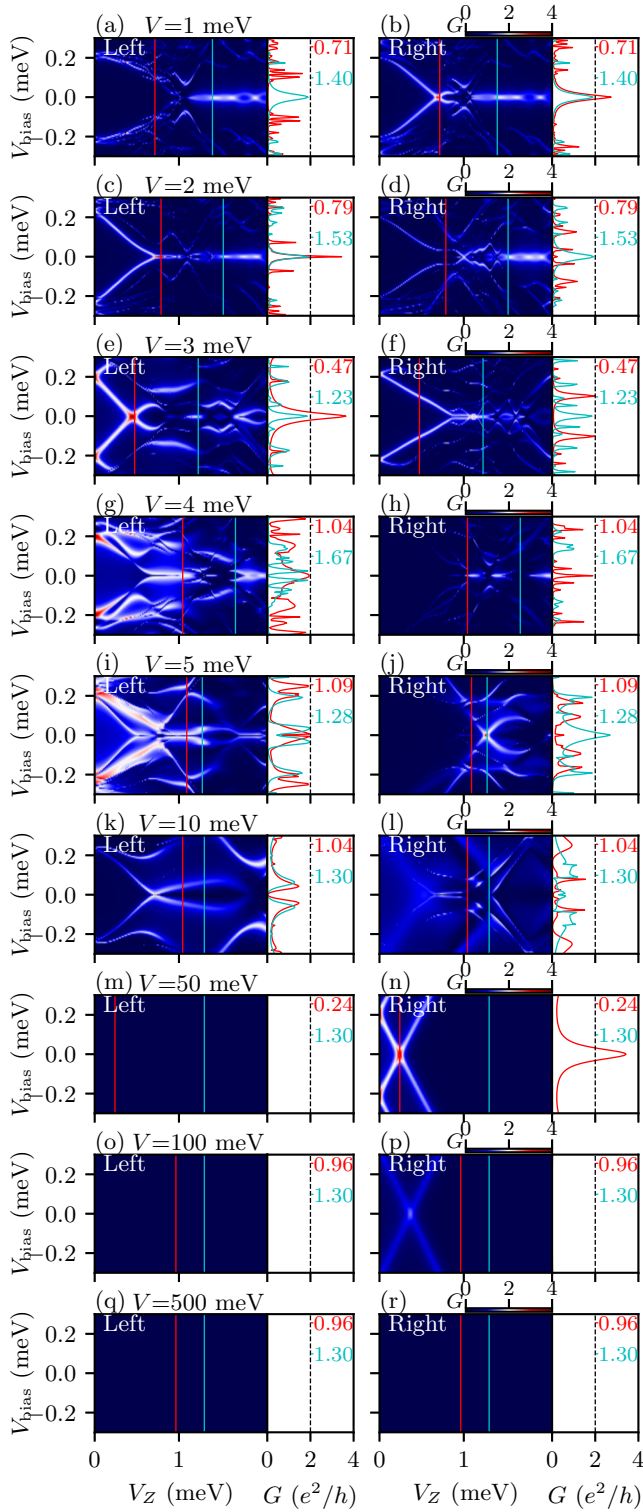 (a) V=1 meV (b) G 0 2 4
Left Right
0.71 0.71
1.40 1.40
V_bias (meV) 0.2 0.0 −0.2
(c) V=2 meV (d) G 0 2 4
Left Right
0.79 0.79
1.53 1.53
V_bias (meV) 0.2 0.0 −0.2
(e) V=3 meV (f) G 0 2 4
Left Right
0.47 0.47
1.23 1.23
V_bias (meV) 0.2 0.0 −0.2
(g) V=4 meV (h) G 0 2 4
Left Right
1.04 1.04
1.67 1.67
V_bias (meV) 0.2 0.0 −0.2
(i) V=5 meV (j) G 0 2 4
Left Right
1.09 1.09
1.28 1.28
V_bias (meV) 0.2 0.0 −0.2
(k) V=10 meV (l) G 0 2 4
Left Right
1.04 1.04
1.30 1.30
V_bias (meV) 0.2 0.0 −0.2
(m) V=50 meV (n) G 0 2 4
Left Right
0.24 0.24
1.30 1.30
V_bias (meV) 0.2 0.0 −0.2
(o) V=100 meV (p) G 0 2 4
Left Right
0.96 0.96
1.30 1.30
V_bias (meV) 0.2 0.0 −0.2
(q) V=500 meV (r) G 0 2 4
Left Right
0.96 0.96
1.30 1.30
V_bias (meV) 0.2 0.0 −0.2
0 1 0 2 4 0 1 0 2 4
V_Z (meV) G (e²/h) V_Z (meV) G (e²/h)